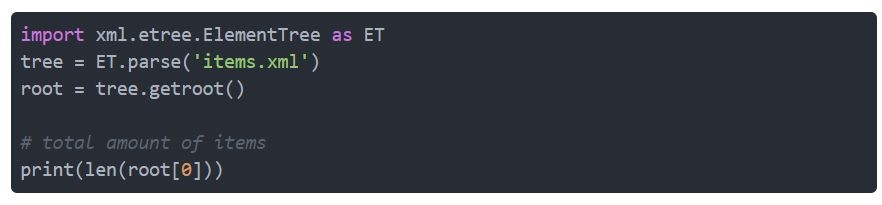 import xml.etree.ElementTree as ET
tree = ET.parse('items.xml')
root = tree.getroot()
# total amount of items
print(len(root[0]))